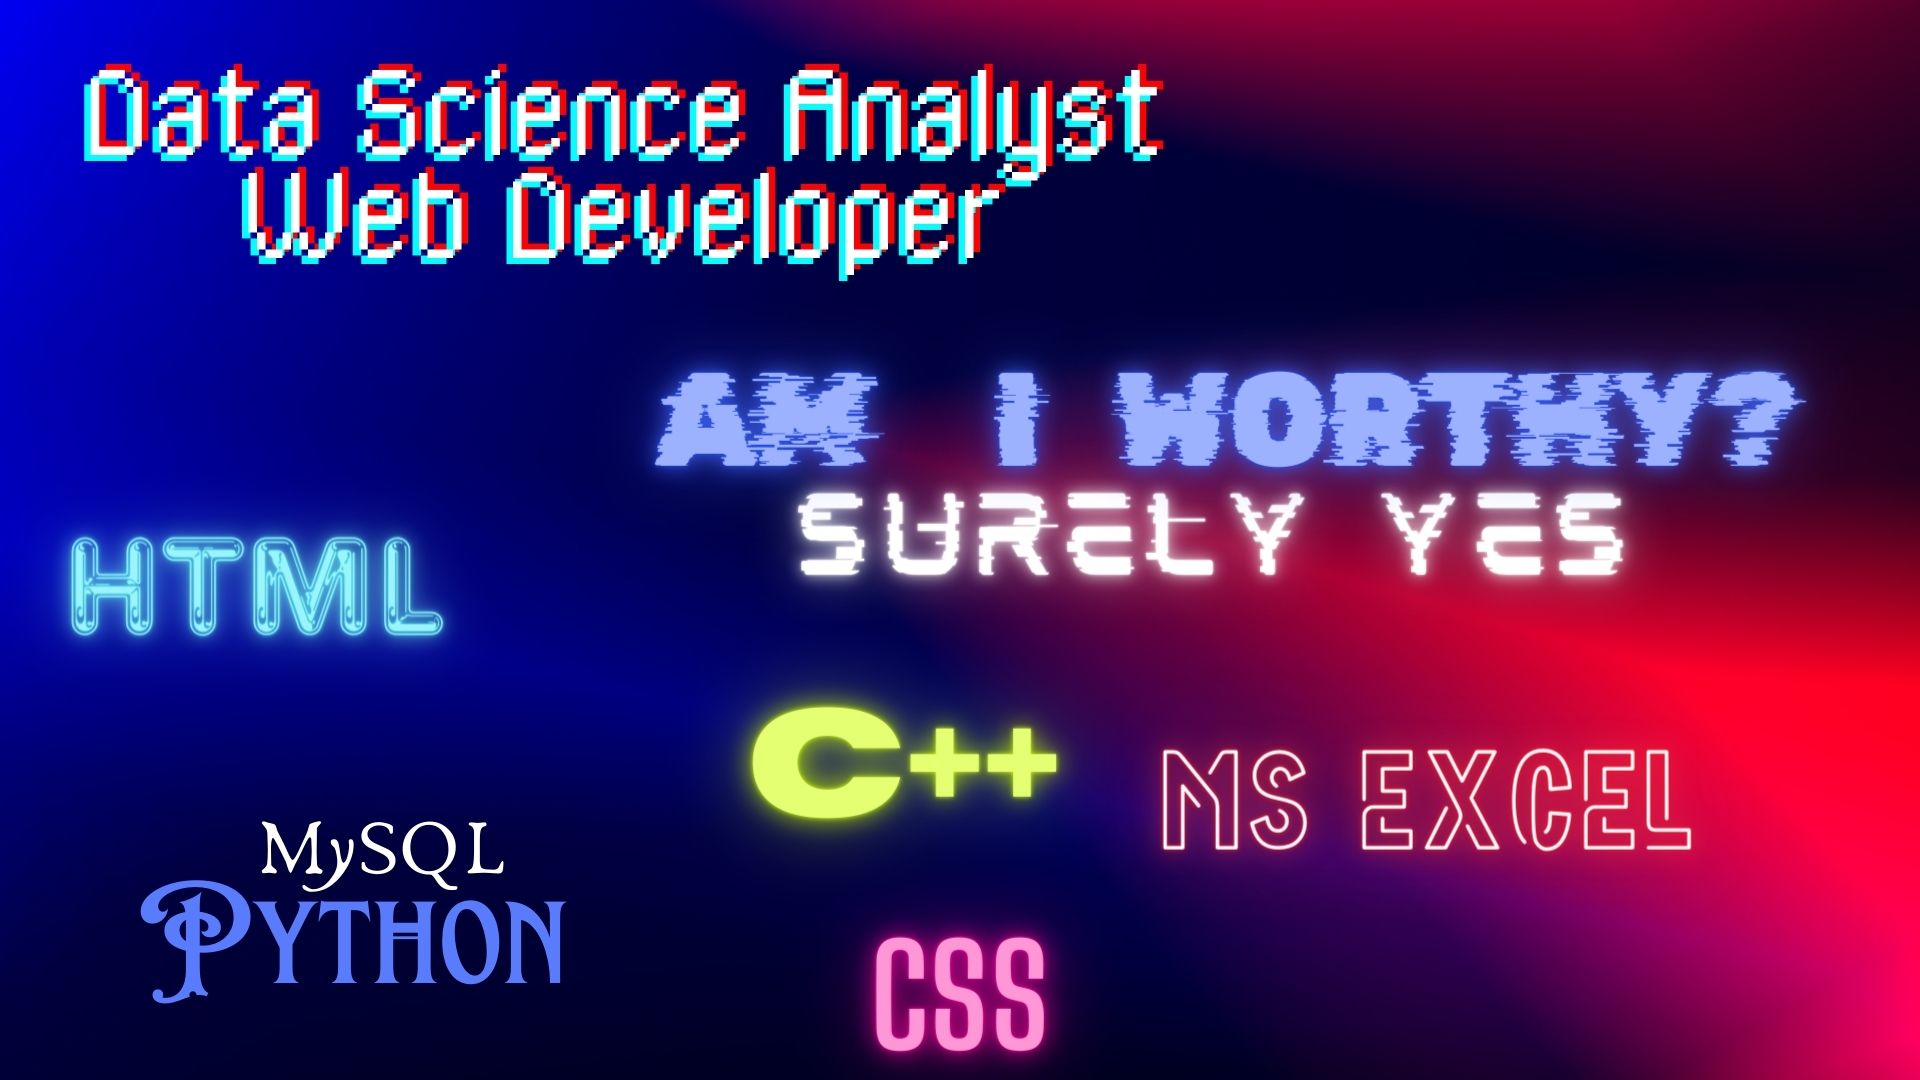 Data Science Analyst
Web Developer
AM I WORTHY?
SURELY YES
HTML
C++
MS EXCEL
MySQL
PYTHON
CSS